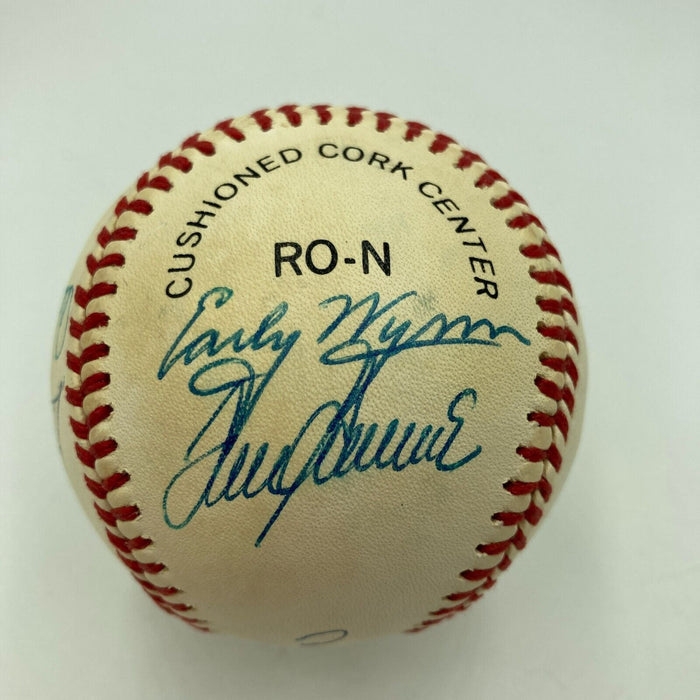 CUSHIONED CORK CENTER
RO-N
Early Wynn
Tom Seaver